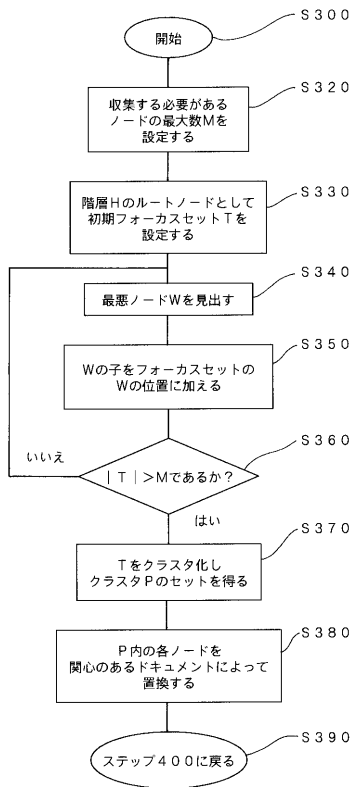 S300
開始
S320
収集する必要がある
ノードの最大数Mを
設定する
S330
階層Hのルートノードとして
初期フォーカスセットTを
設定する
S340
最悪ノードWを見出す
S350
Wの子をフォーカスセットの
Wの位置に加える
S360
いいえ
|T|>Mであるか?
はい
S370
Tをクラスタ化し
クラスタPのセットを得る
S380
P内の各ノードを
関心のあるドキュメントによって
置換する
S390
ステップ400に戻る